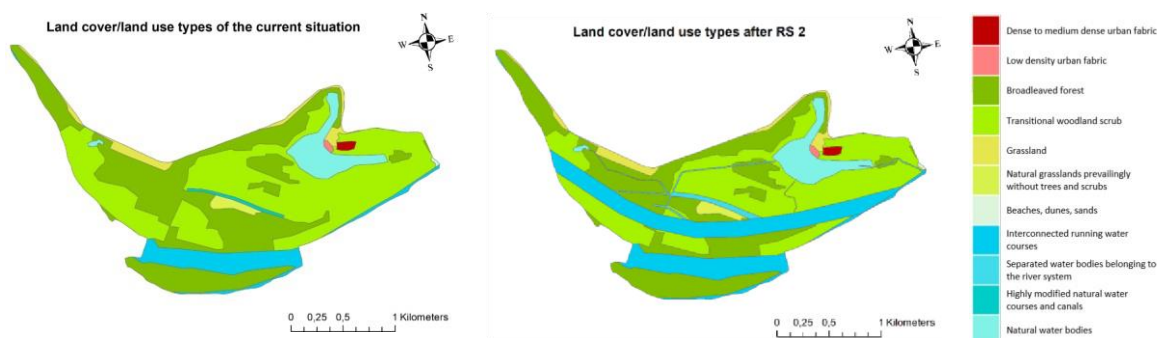 Land cover/land use types of the current situation
N
W E
S
0 0,25 0,5 1 Kilometers
Land cover/land use types after RS 2
N
W E
S
0 0,25 0,5 1 Kilometers
Dense to medium dense urban fabric
Low density urban fabric
Broadleaved forest
Transitional woodland scrub
Grassland
Natural grasslands prevailingly
without trees and scrubs
Beaches, dunes, sands
Interconnected running water
courses
Separated water bodies belonging to
the river system
Highly modified natural water
courses and canals
Natural water bodies